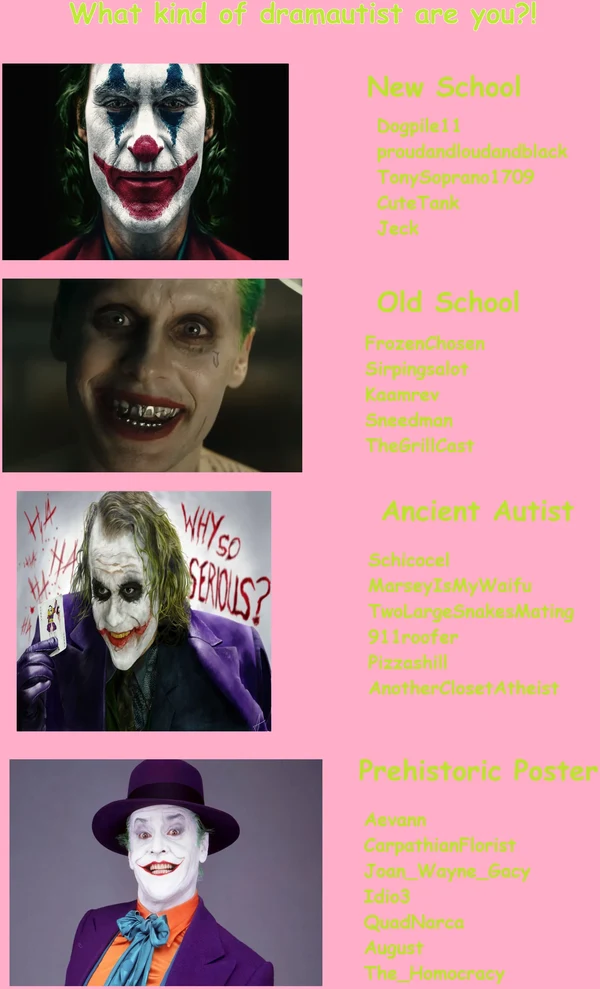 What kind of dramautist are you?!
New School
Dogpile11
proudandloudandblack
TonySoprano1709
CuteTank
Jeck
Old School
FrozenChosen
Sirpingsalot
Kaamrev
Sneedman
TheGrillCast
HA
HA
HA
WHY SO
SERIOUS?
Ancient Autist
Schizocel
MarseyIsMyWaifu
TwoLargeSnakesMating
911roofer
Pizzashill
AnotherClosetAtheist
Prehistoric Poster
Aevann
CarpathianFlorist
Joan_Wayne_Gacy
Idio3
QuadNarca
August
The_Homocracy